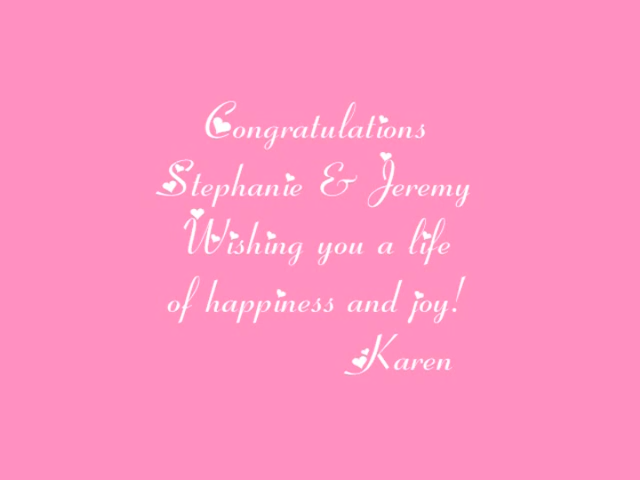 Congratulations
Stephanie & Jeremy
Wishing you a life
of happiness and joy!
Karen